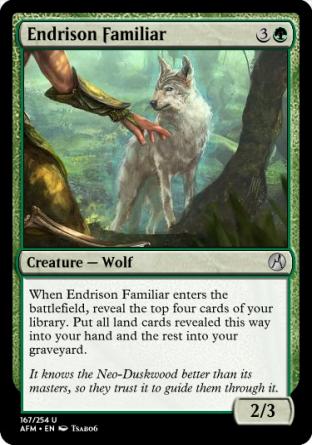 Endrison Familiar 3
Creature — Wolf
When Endrison Familiar enters the
battlefield, reveal the top four cards of your
library. Put all land cards revealed this way
into your hand and the rest into your
graveyard.
It knows the Neo-Duskwood better than its
masters, so they trust it to guide them through it.
2/3
167/254 U
AFM • EN Tsabo6